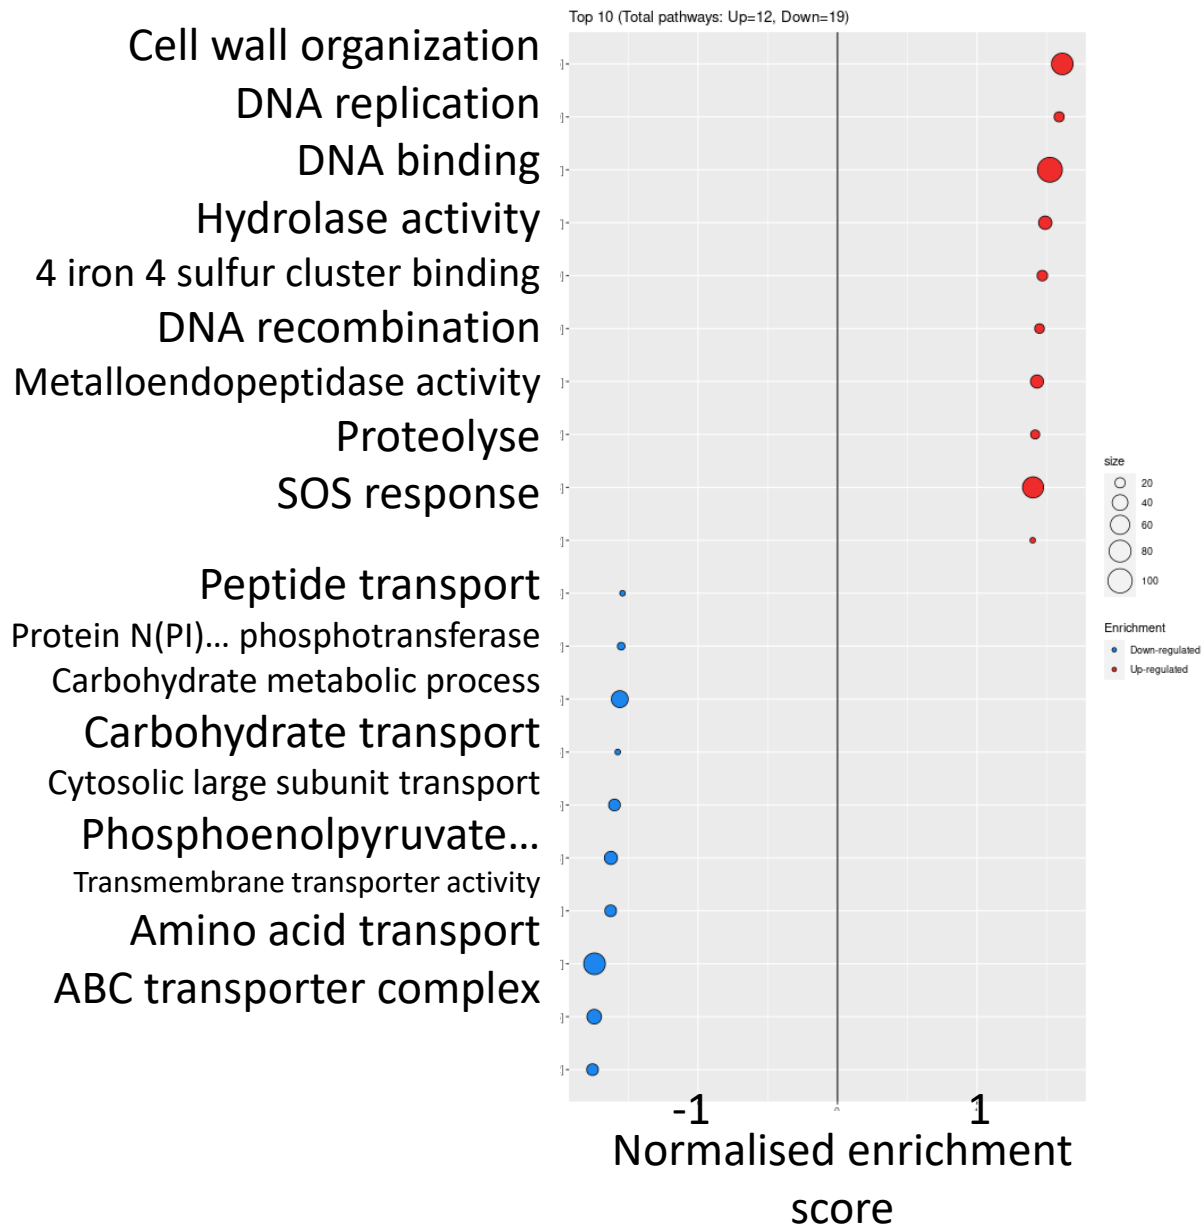 Top 10 (Total pathways: Up=12, Down=19)
Cell wall organization
DNA replication
DNA binding
Hydrolase activity
4 iron 4 sulfur cluster binding
DNA recombination
Metalloendopeptidase activity
Proteolyse
SOS response
Peptide transport
Protein N(PI)... phosphotransferase
Carbohydrate metabolic process
Carbohydrate transport
Cytosolic large subunit transport
Phosphoenolpyruvate...
Transmembrane transporter activity
Amino acid transport
ABC transporter complex
size
20
40
60
80
100
Enrichment
Down-regulated
Up-regulated
-1 1
Normalised enrichment
score